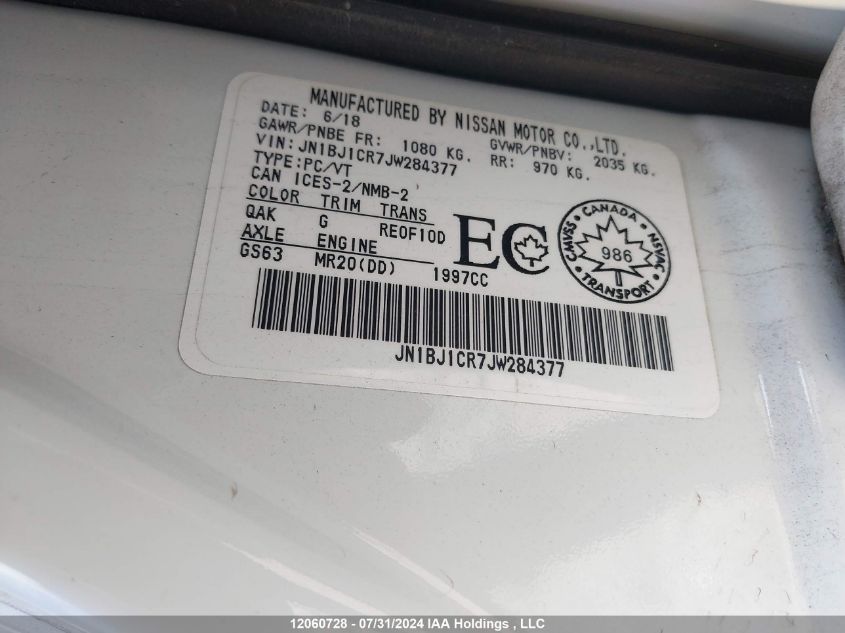 MANUFACTURED BY NISSAN MOTOR CO.,LTD.
DATE: 6/18
GAWR/PNBE FR: 1080 KG. GVWR/PNBV: 2035 KG.
VIN: JN1BJ1CR7JW284377 RR: 970 KG.
TYPE:PC/VT
CAN ICES-2/NMB-2
COLOR TRIM TRANS
QAK G RE0F10D
AXLE ENGINE
GS63 MR20(DD) 1997CC
EC
CANADA
CMVSS 986 NSVAC
TRANSPORT
JN1BJ1CR7JW284377
12060728 - 07/31/2024 IAA Holdings , LLC